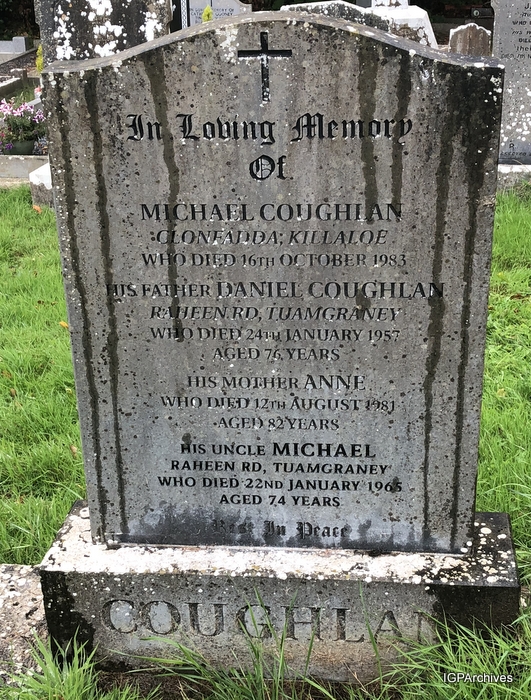 In Loving Memory
Of
MICHAEL COUGHLAN
CLONFADDA, KILLALOE
WHO DIED 16TH OCTOBER 1983
HIS FATHER DANIEL COUGHLAN
RAHEEN RD, TUAMGRANEY
WHO DIED 24TH JANUARY 1957
AGED 76 YEARS
HIS MOTHER ANNE
WHO DIED 12TH AUGUST 1981
AGED 82 YEARS
HIS UNCLE MICHAEL
RAHEEN RD, TUAMGRANEY
WHO DIED 22ND JANUARY 1965
AGED 74 YEARS
Rest In Peace
COUGHLAN
IGPArchives